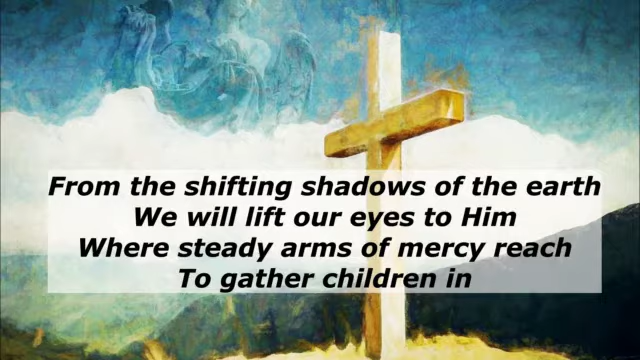 From the shifting shadows of the earth
We will lift our eyes to Him
Where steady arms of mercy reach
To gather children in